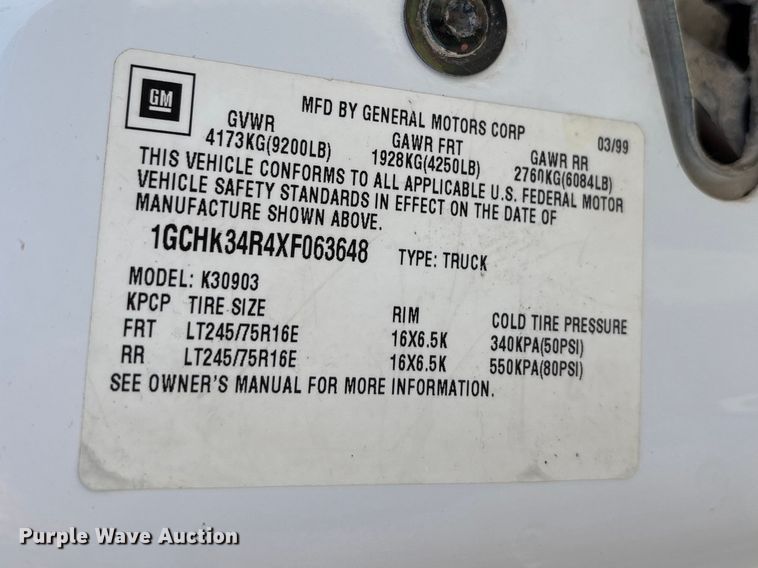 GM
MFD BY GENERAL MOTORS CORP 03/99
GVWR GAWR FRT GAWR RR
4173KG(9200LB) 1928KG(4250LB) 2760KG(6084LB)
THIS VEHICLE CONFORMS TO ALL APPLICABLE U.S. FEDERAL MOTOR
VEHICLE SAFETY STANDARDS IN EFFECT ON THE DATE OF
MANUFACTURE SHOWN ABOVE.
1GCHK34R4XF063648 TYPE: TRUCK
MODEL: K30903
KPCP TIRE SIZE RIM COLD TIRE PRESSURE
FRT LT245/75R16E 16X6.5K 340KPA(50PSI)
RR LT245/75R16E 16X6.5K 550KPA(80PSI)
SEE OWNER'S MANUAL FOR MORE INFORMATION.
Purple Wave Auction